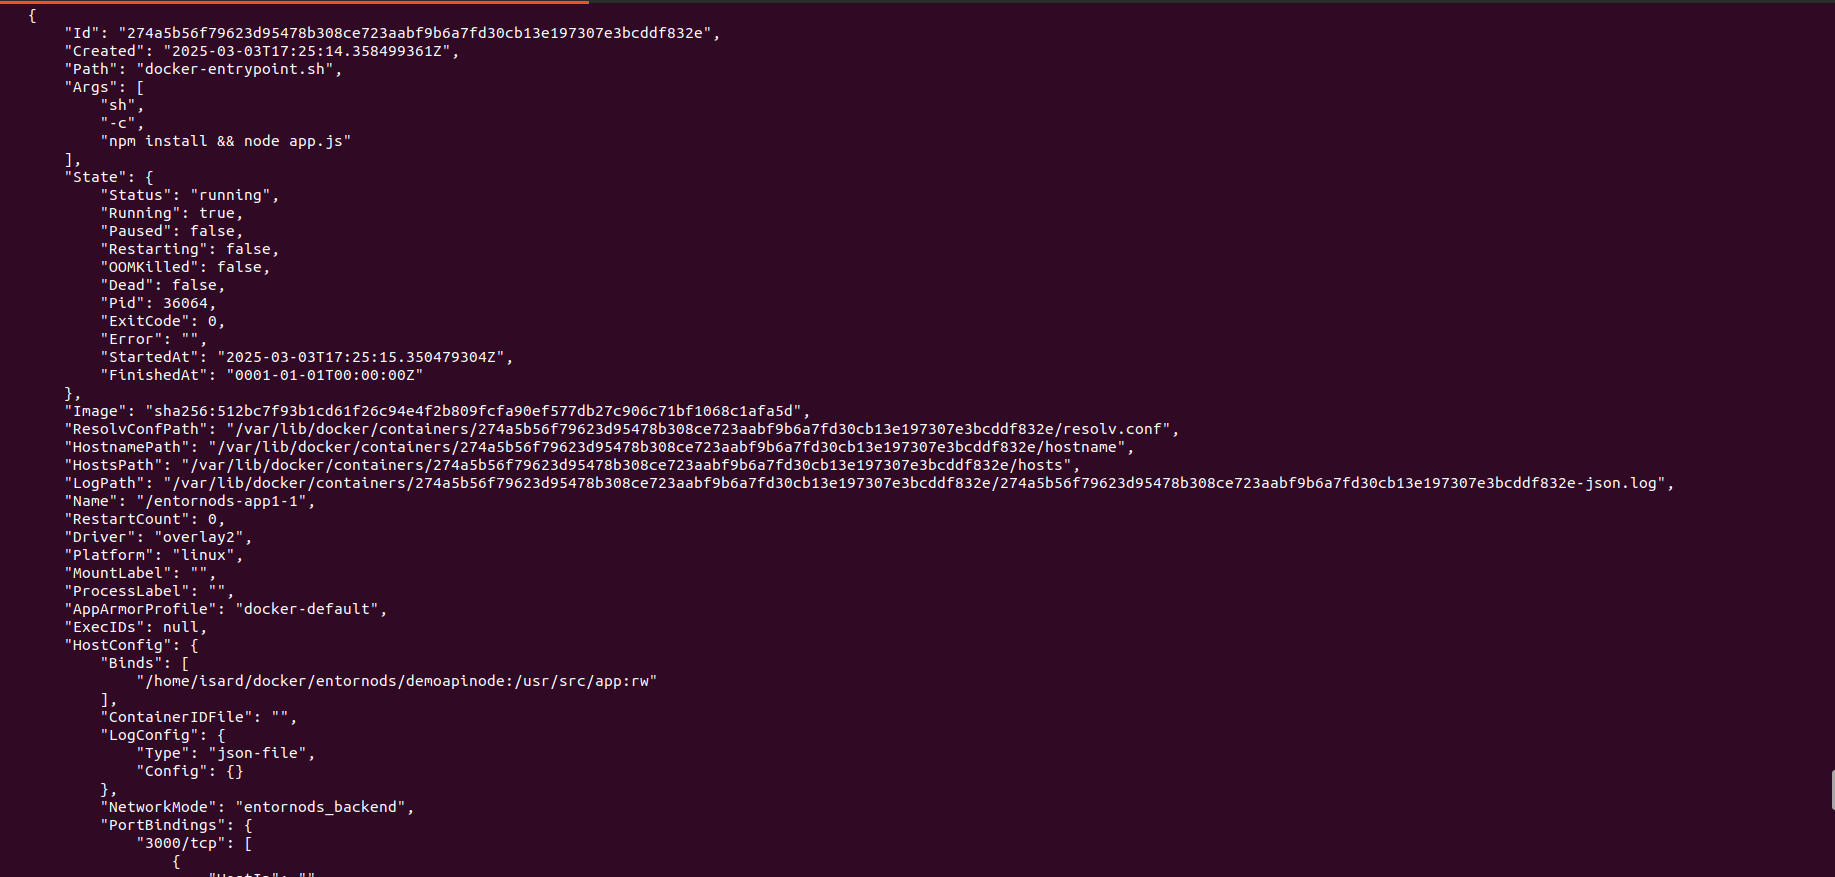 {
"Id": "274a5b56f79623d95478b308ce723aabf9b6a7fd30cb13e197307e3bcddf832e",
"Created": "2025-03-03T17:25:14.358499361Z",
"Path": "docker-entrypoint.sh",
"Args": [
"sh",
"-c",
"npm install && node app.js"
],
"State": {
"Status": "running",
"Running": true,
"Paused": false,
"Restarting": false,
"OOMKilled": false,
"Dead": false,
"Pid": 36064,
"ExitCode": 0,
"Error": "",
"StartedAt": "2025-03-03T17:25:15.350479304Z",
"FinishedAt": "0001-01-01T00:00:00Z"
},
"Image": "sha256:512bc7f93b1cd61f26c94e4f2b809fcfa90ef577db27c906c71bf1068c1afa5d",
"ResolvConfPath": "/var/lib/docker/containers/274a5b56f79623d95478b308ce723aabf9b6a7fd30cb13e197307e3bcddf832e/resolv.conf",
"HostnamePath": "/var/lib/docker/containers/274a5b56f79623d95478b308ce723aabf9b6a7fd30cb13e197307e3bcddf832e/hostname",
"HostsPath": "/var/lib/docker/containers/274a5b56f79623d95478b308ce723aabf9b6a7fd30cb13e197307e3bcddf832e/hosts",
"LogPath": "/var/lib/docker/containers/274a5b56f79623d95478b308ce723aabf9b6a7fd30cb13e197307e3bcddf832e/274a5b56f79623d95478b308ce723aabf9b6a7fd30cb13e197307e3bcddf832e-json.log",
"Name": "/entornods-app1-1",
"RestartCount": 0,
"Driver": "overlay2",
"Platform": "linux",
"MountLabel": "",
"ProcessLabel": "",
"AppArmorProfile": "docker-default",
"ExecIDs": null,
"HostConfig": {
"Binds": [
"/home/isard/docker/entornods/demoapinode:/usr/src/app:rw"
],
"ContainerIDFile": "",
"LogConfig": {
"Type": "json-file",
"Config": {}
},
"NetworkMode": "entornods_backend",
"PortBindings": {
"3000/tcp": [
{